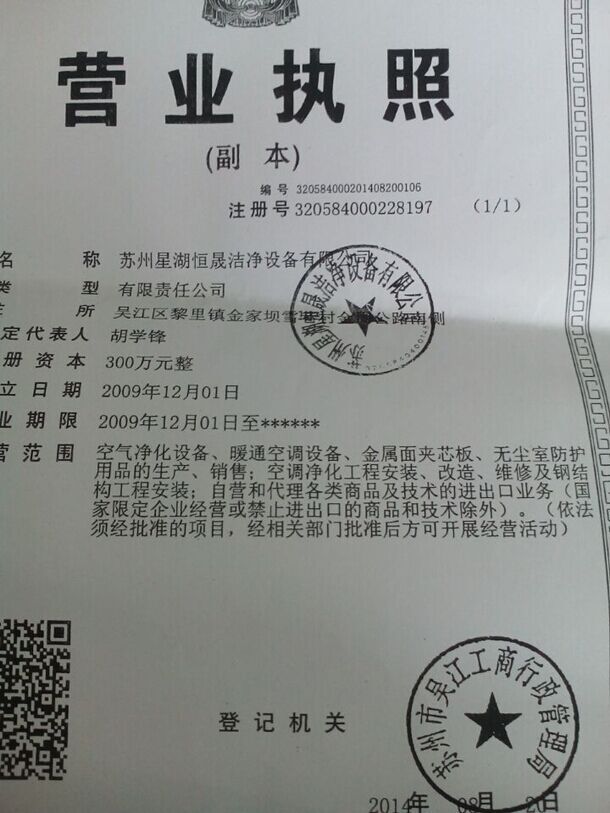 营业执照
(副 本)
编 号 320584000201408200106
注册号 320584000228197 (1/1)
名 称 苏州星湖恒晟洁净设备有限公司
类 型 有限责任公司
住 所 吴江区黎里镇金家坝雪 村金 公路南侧
定代表人 胡学锋
册 资本 300万元整
立日期 2009年12月01日
业期限 2009年12月01日至******
营范围 空气净化设备、暖通空调设备、金属面夹芯板、无尘室防护
用品的生产、销售；空调净化工程安装、改造、维修及钢结
构工程安装；自营和代理各类商品及技术的进出口业务（国
家限定企业经营或禁止进出口的商品和技术除外）。（依法
须经批准的项目，经相关部门批准后方可开展经营活动）
苏州星湖恒晟洁净设备有限公司
登记机关
苏州市吴江工商行政管理局
2014年 08月 20日